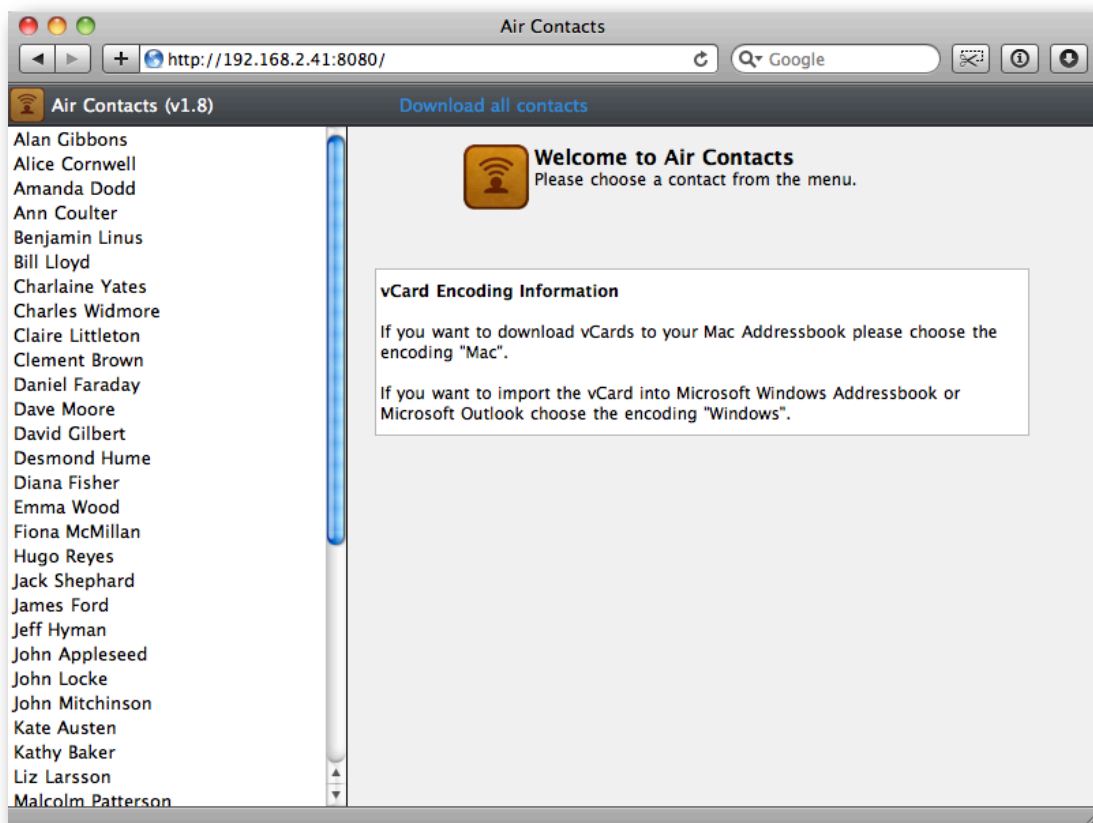 Air Contacts
http://192.168.2.41:8080/
Google
Air Contacts (v1.8)
Download all contacts
Alan Gibbons
Alice Cornwell
Amanda Dodd
Ann Coulter
Benjamin Linus
Bill Lloyd
Charlaine Yates
Charles Widmore
Claire Littleton
Clement Brown
Daniel Faraday
Dave Moore
David Gilbert
Desmond Hume
Diana Fisher
Emma Wood
Fiona McMillan
Hugo Reyes
Jack Shephard
James Ford
Jeff Hyman
John Appleseed
John Locke
John Mitchinson
Kate Austen
Kathy Baker
Liz Larsson
Malcolm Patterson
Welcome to Air Contacts
Please choose a contact from the menu.
vCard Encoding Information
If you want to download vCards to your Mac Addressbook please choose the
encoding "Mac".
If you want to import the vCard into Microsoft Windows Addressbook or
Microsoft Outlook choose the encoding "Windows".